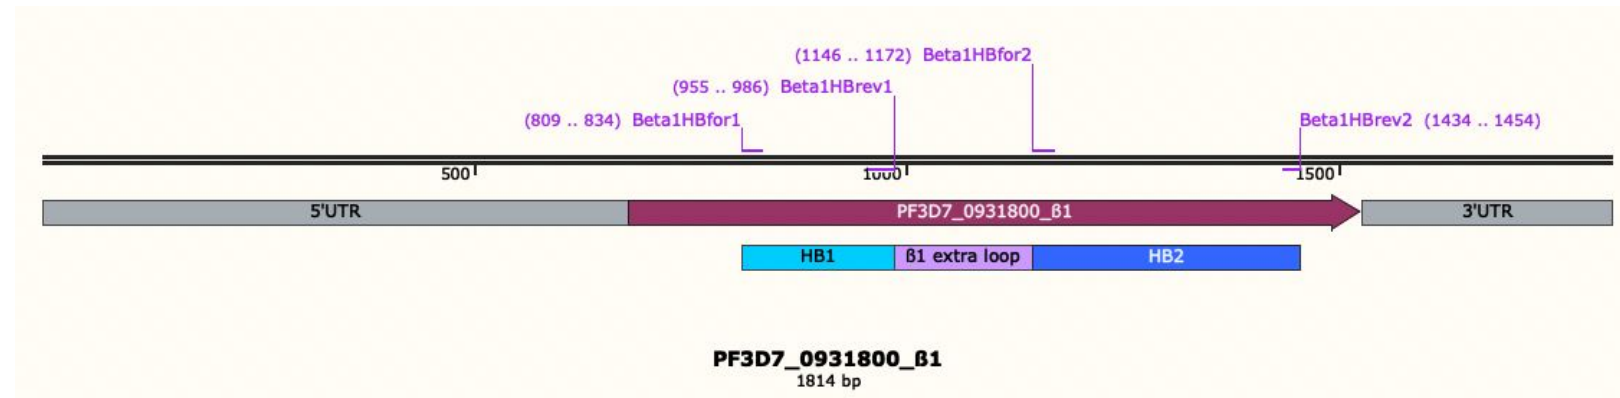 (1146 .. 1172) Beta1HBfor2
(955 .. 986) Beta1HBrev1
(809 .. 834) Beta1HBfor1
Beta1HBrev2 (1434 .. 1454)
500
1000
1500
5'UTR
PF3D7_0931800_ß1
3'UTR
HB1
ß1 extra loop
HB2
PF3D7_0931800_ß1
1814 bp